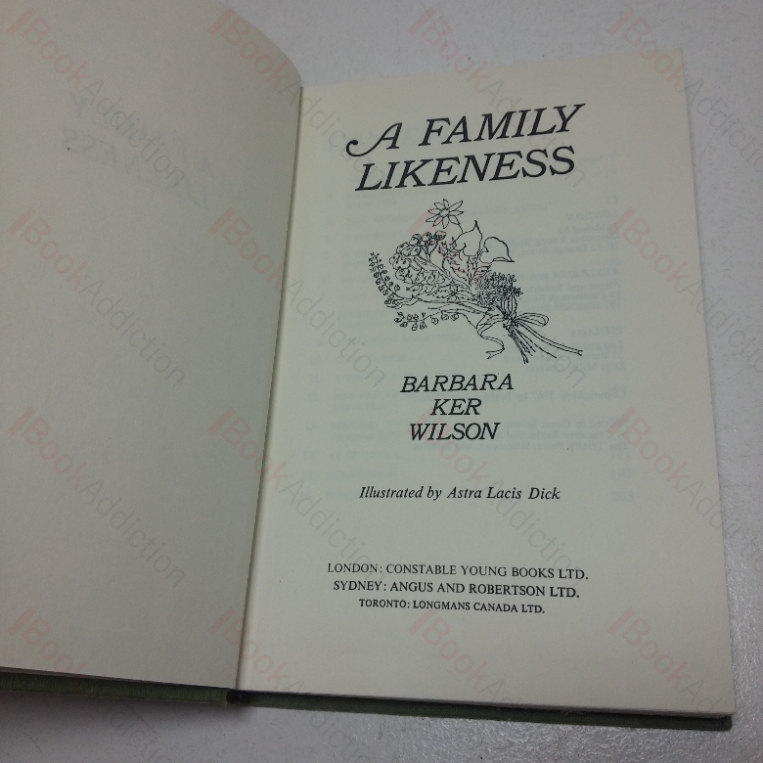 A FAMILY
LIKENESS
BARBARA
KER
WILSON
Illustrated by Astra Lacis Dick
LONDON: CONSTABLE YOUNG BOOKS LTD.
SYDNEY: ANGUS AND ROBERTSON LTD.
TORONTO: LONGMANS CANADA LTD.
BookAddiction